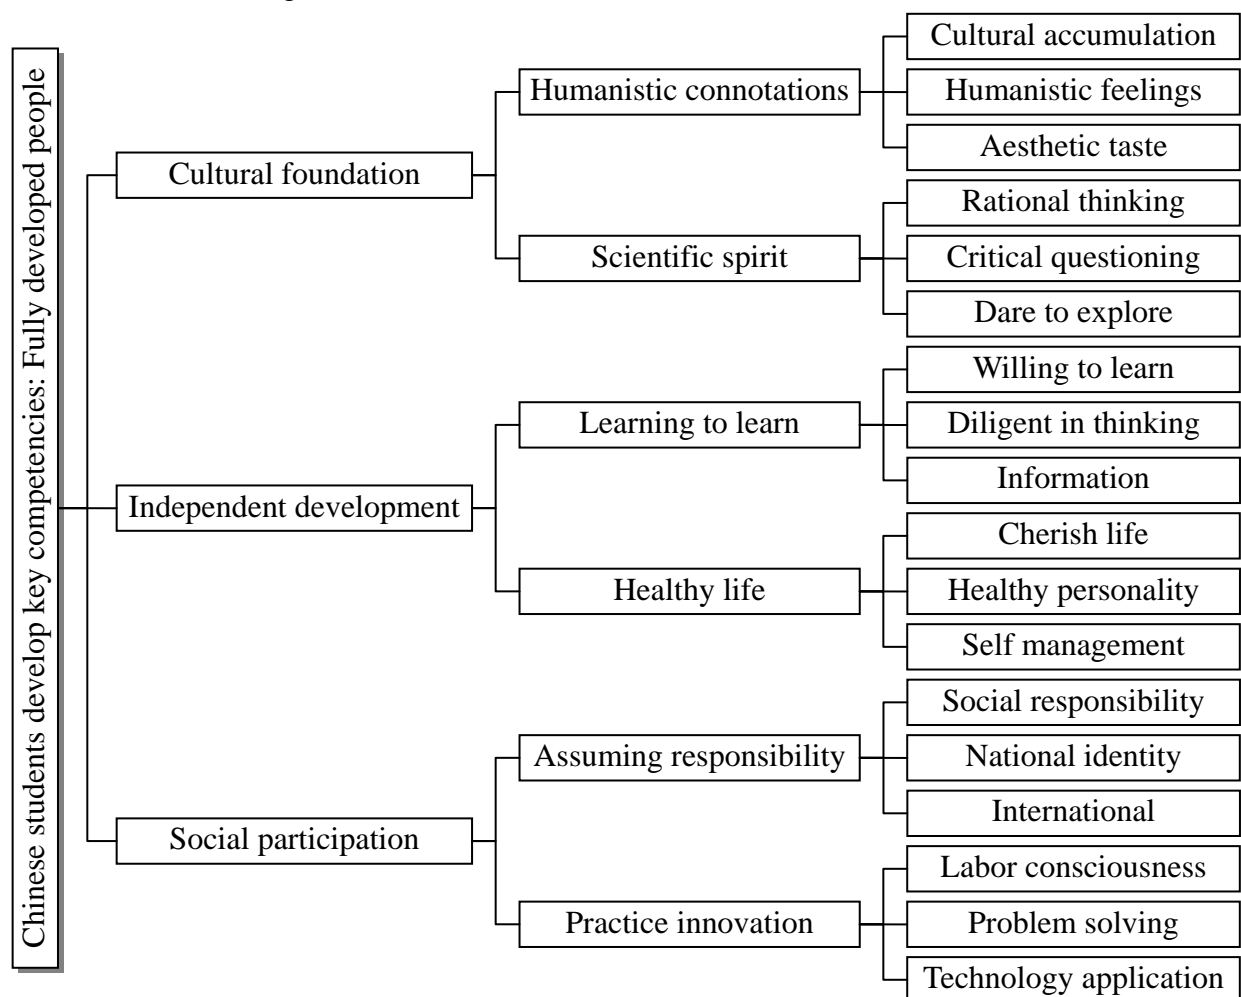 Chinese students develop key competencies: Fully developed people
Cultural foundation
Humanistic connotations
Cultural accumulation
Humanistic feelings
Aesthetic taste
Scientific spirit
Rational thinking
Critical questioning
Dare to explore
Independent development
Learning to learn
Willing to learn
Diligent in thinking
Information
Healthy life
Cherish life
Healthy personality
Self management
Social participation
Assuming responsibility
Social responsibility
National identity
International
Practice innovation
Labor consciousness
Problem solving
Technology application